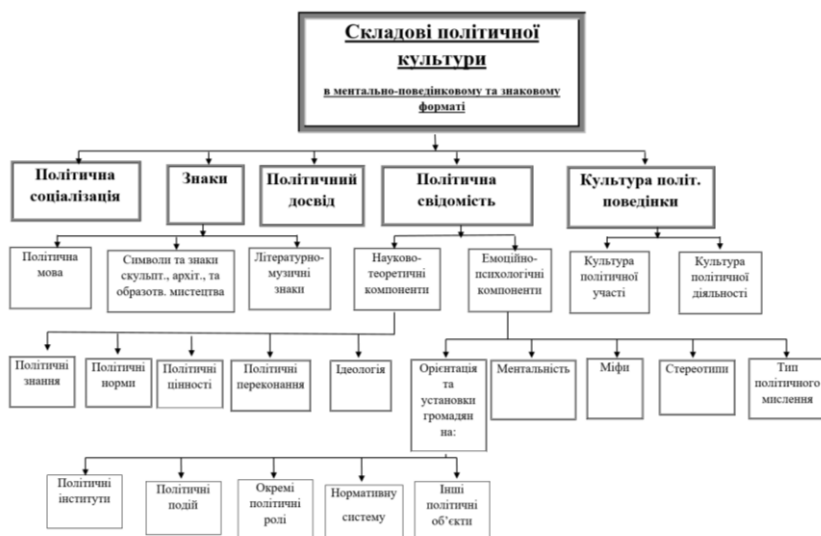 Складові політичної
культури
в ментально-поведінковому та знаковому
форматі
Політична
соціалізація
Знаки
Політичний
досвід
Політична
свідомість
Культура політ.
поведінки
Політична
мова
Символи та знаки
скульпт., архіт., та
образотв. мистецтва
Літературно-
музичні
знаки
Науково-
теоретичні
компоненти
Емоційно-
психологічні
компоненти
Культура
політичної
участі
Культура
політичної
діяльності
Політичні
знання
Політичні
норми
Політичні
цінності
Політичні
переконання
Ідеологія
Орієнтація
та
установки
громадян
на:
Ментальність
Міфи
Стереотипи
Тип
політичного
мислення
Політичні
інститути
Політичні
подій
Окремі
політичні
ролі
Нормативну
систему
Інші
політичні
об’єкти